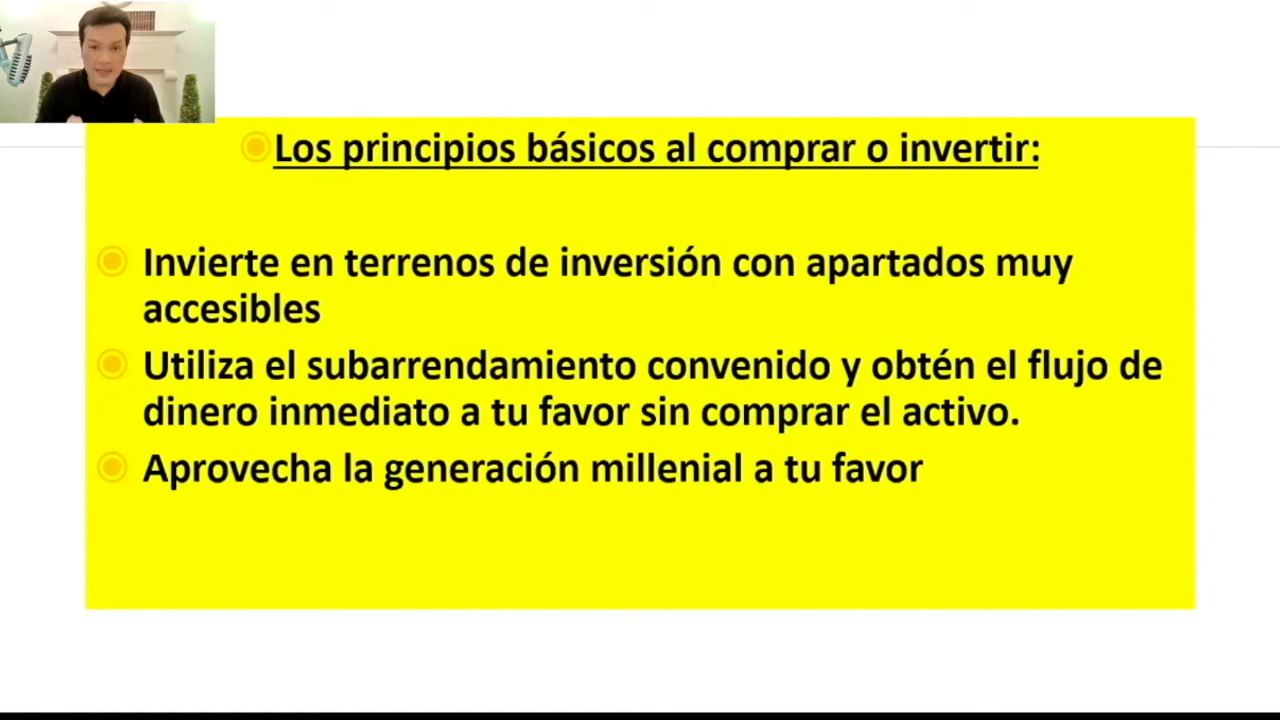 Los principios básicos al comprar o invertir:
Invierte en terrenos de inversión con apartados muy
accesibles
Utiliza el subarrendamiento convenido y obtén el flujo de
dinero inmediato a tu favor sin comprar el activo.
Aprovecha la generación millenial a tu favor